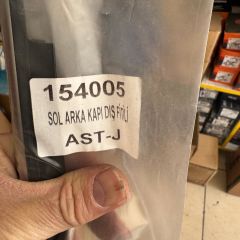 154005
SOL ARKA KAPI DIŞ FİTİLİ
AST-J